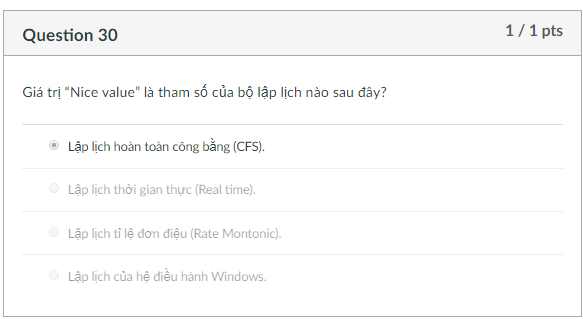 Question 30
1 / 1 pts
Giá trị “Nice value” là tham số của bộ lập lịch nào sau đây?
Lập lịch hoàn toàn công bằng (CFS).
Lập lịch thời gian thực (Real time).
Lập lịch tỉ lệ đơn điệu (Rate Montonic).
Lập lịch của hệ điều hành Windows.